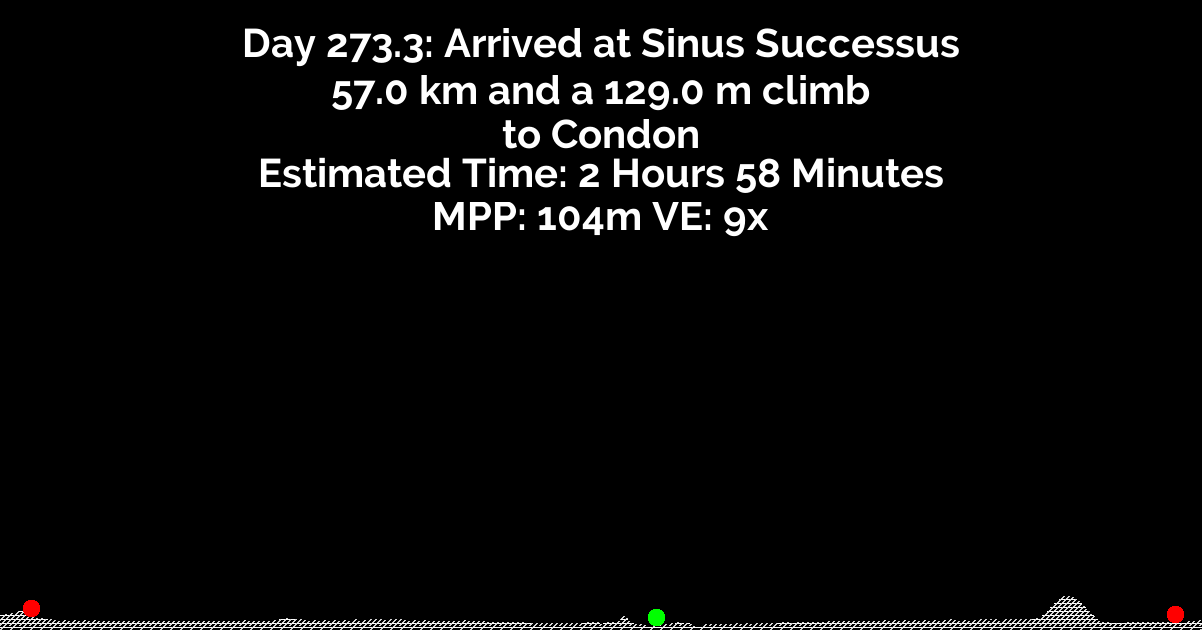 Day 273.3: Arrived at Sinus Successus
57.0 km and a 129.0 m climb
to Condon
Estimated Time: 2 Hours 58 Minutes
MPP: 104m VE: 9x